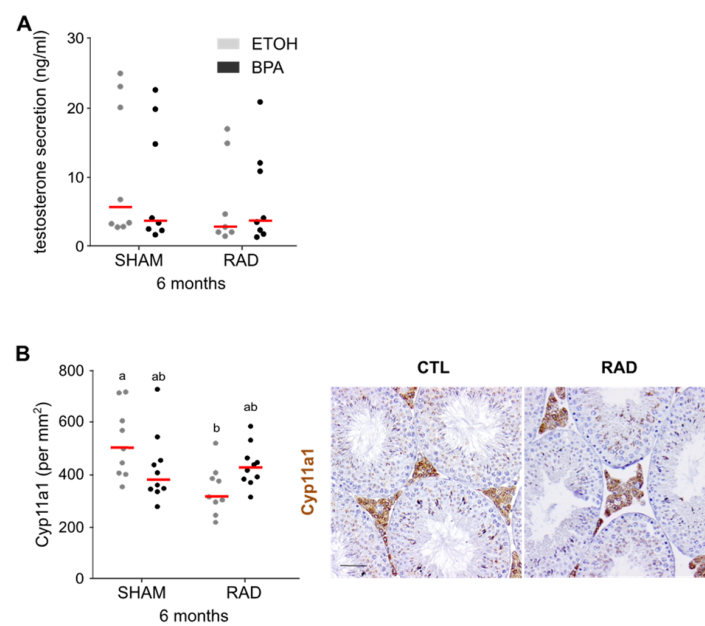 A
testosterone secretion (ng/ml)
30
20
10
0
ETOH
BPA
SHAM
RAD
6 months
B
Cyp11a1 (per mm²)
800
600
400
200
0
a
ab
b
ab
SHAM
RAD
6 months
CTL
RAD
Cyp11a1